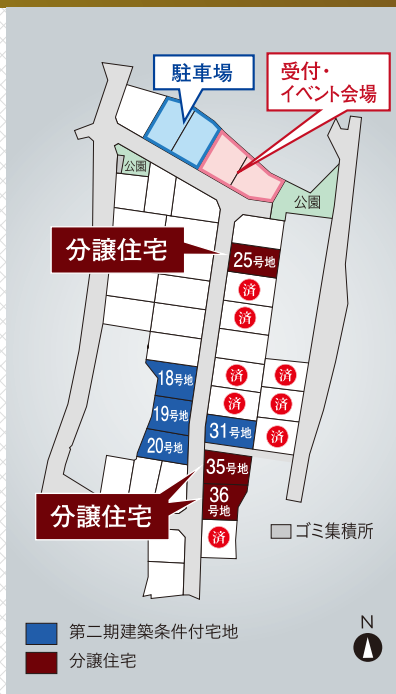 駐車場
受付・
イベント会場
公園
公園
分譲住宅
25号地
済
済
18号地
済
済
19号地
済
済
20号地
31号地
済
35号地
36
号地
分譲住宅
済
ゴミ集積所
第二期建築条件付宅地
分譲住宅
N